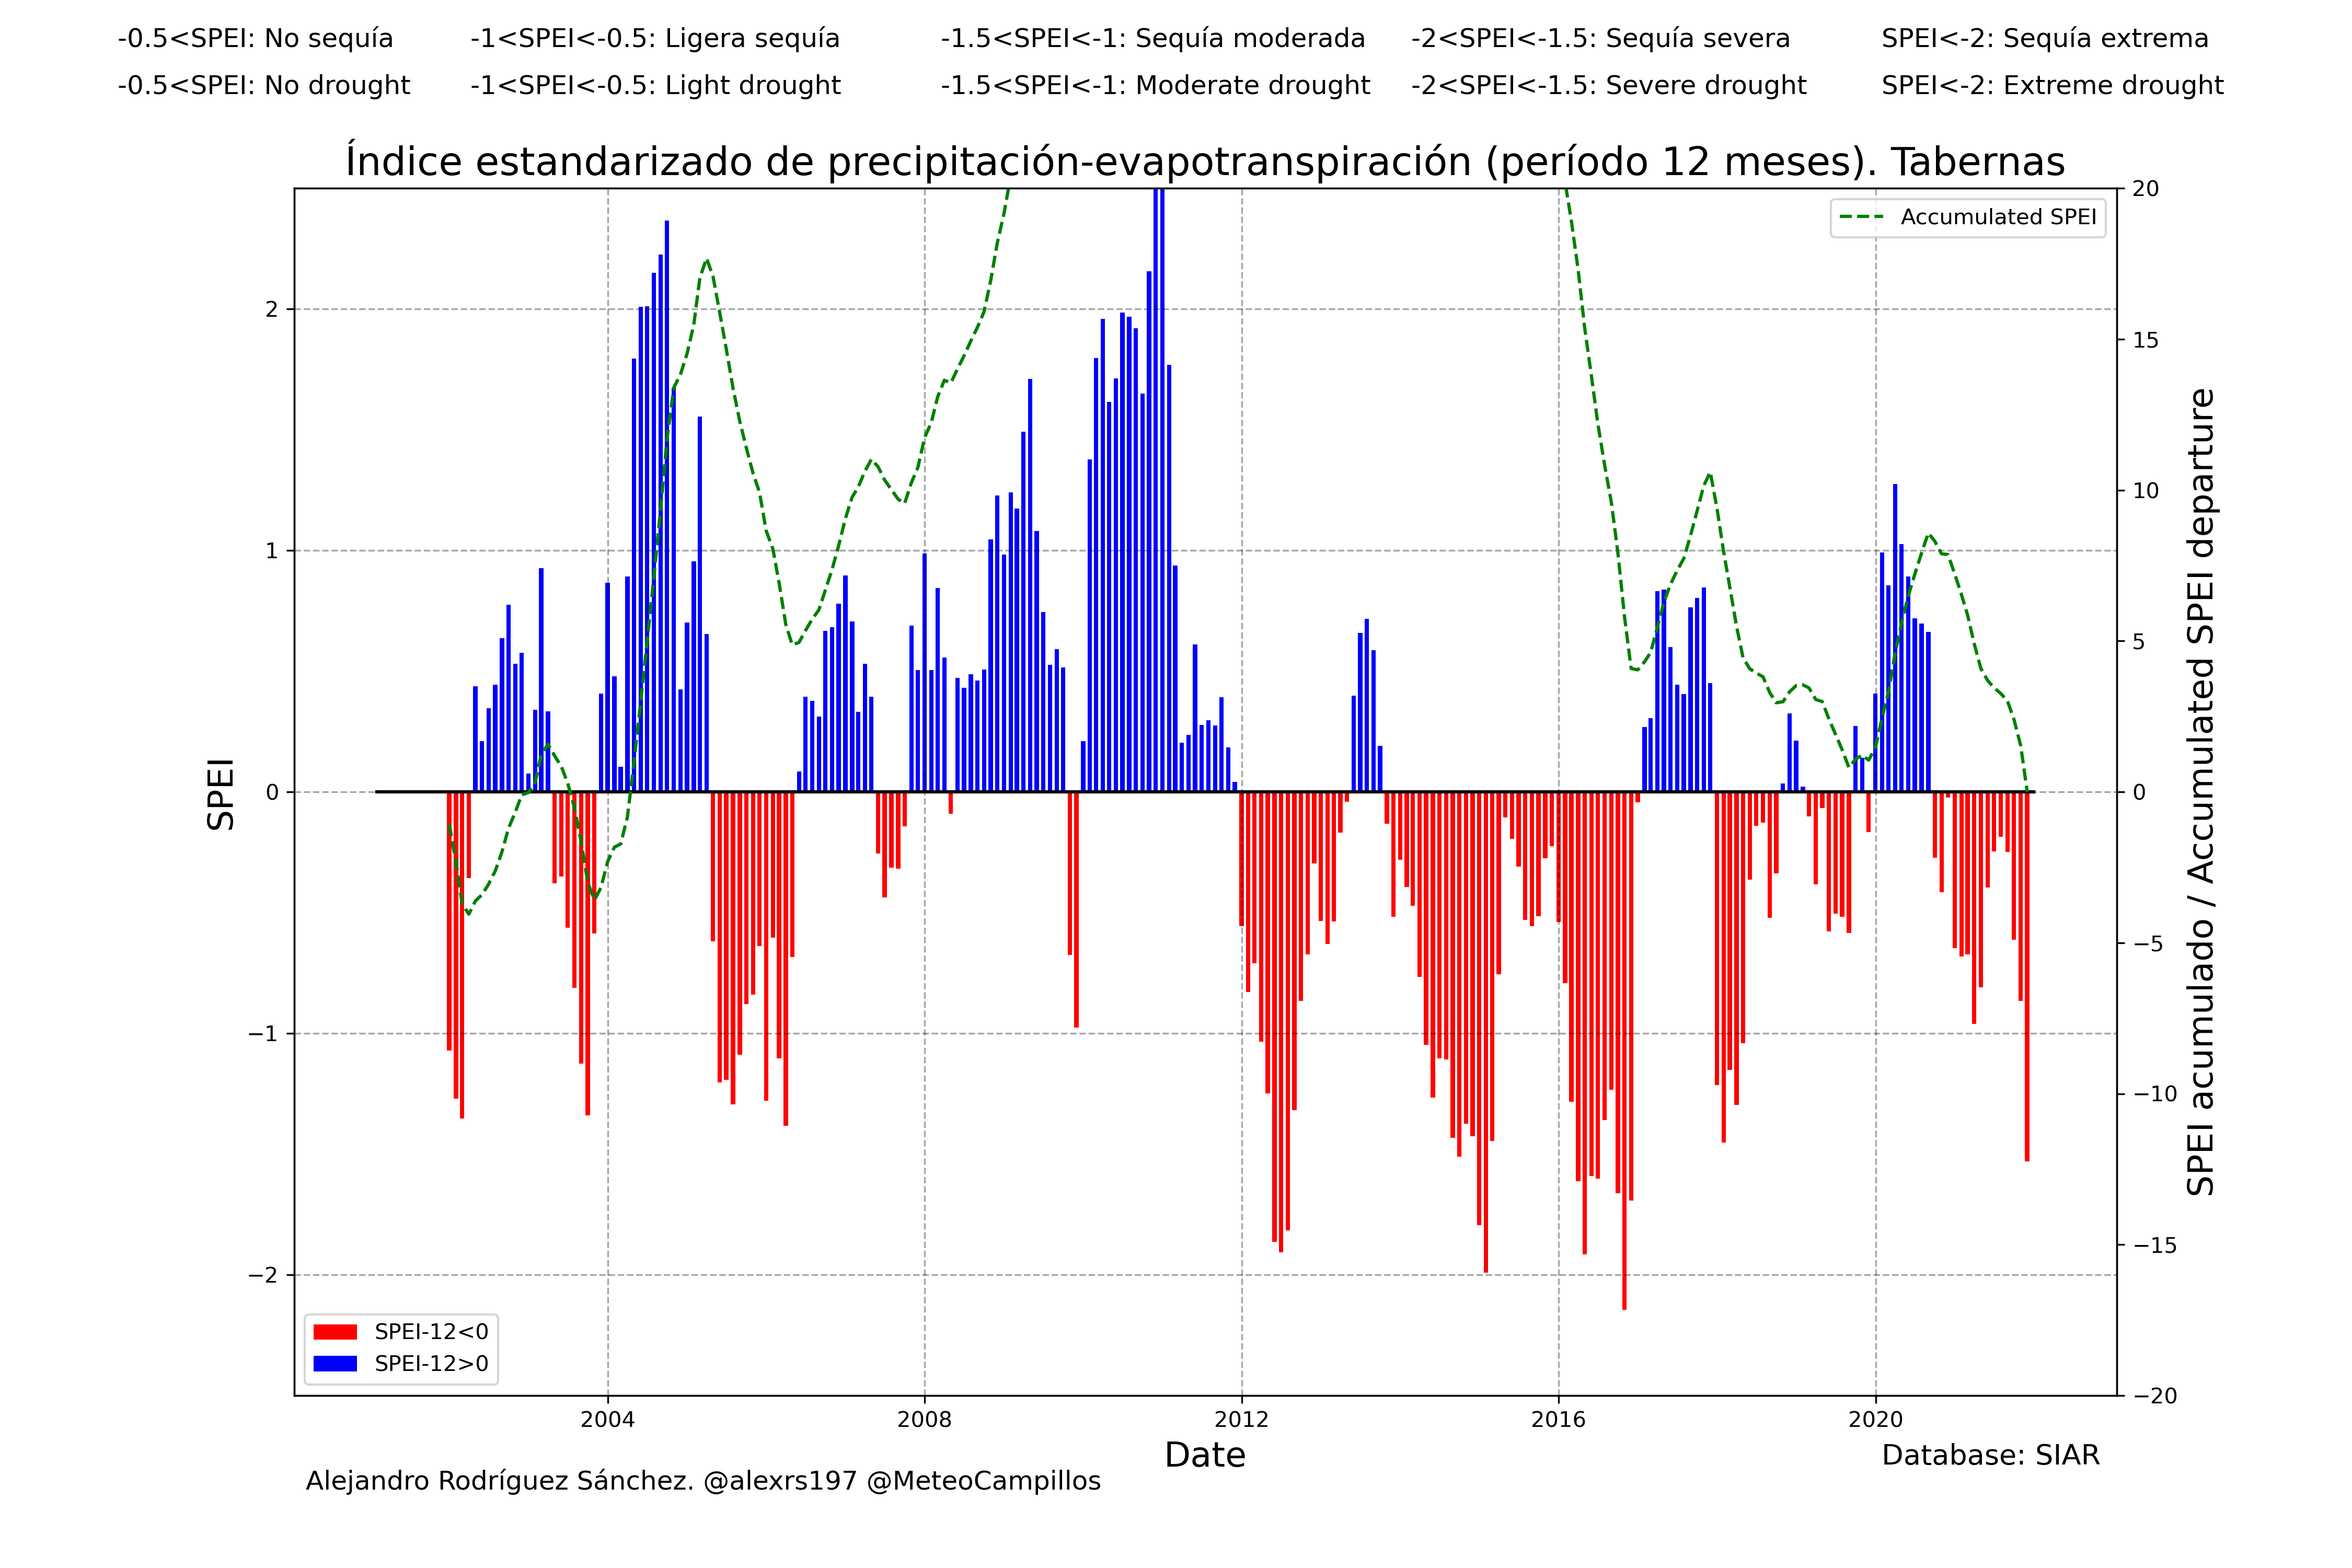 -0.5<SPEI: No sequía -1<SPEI<-0.5: Ligera sequía -1.5<SPEI<-1: Sequía moderada -2<SPEI<-1.5: Sequía severa SPEI<-2: Sequía extrema
-0.5<SPEI: No drought -1<SPEI<-0.5: Light drought -1.5<SPEI<-1: Moderate drought -2<SPEI<-1.5: Severe drought SPEI<-2: Extreme drought
Índice estandarizado de precipitación-evapotranspiración (período 12 meses). Tabernas
Accumulated SPEI
SPEI
2
1
0
−1
−2
20
15
10
5
0
−5
−10
−15
−20
SPEI acumulado / Accumulated SPEI departure
SPEI-12<0
SPEI-12>0
2004 2008 2012 2016 2020
Date
Database: SIAR
Alejandro Rodríguez Sánchez. @alexrs197 @MeteoCampillos